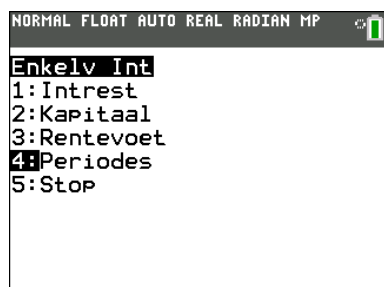 NORMAL FLOAT AUTO REAL RADIAN MP
Enkelv Int
1:Intrest
2:Kapitaal
3:Rentevoet
4:Periodes
5:Stop